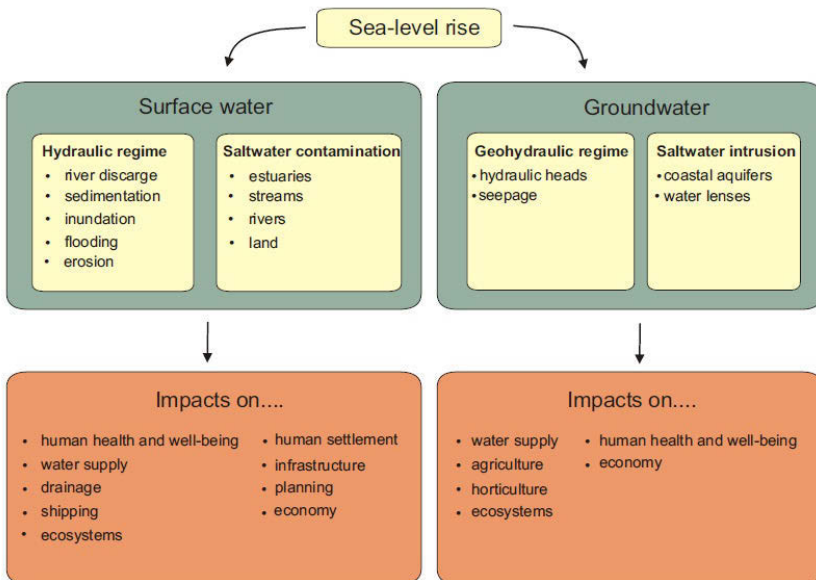 Sea-level rise
Surface water
Hydraulic regime
• river discarge
• sedimentation
• inundation
• flooding
• erosion
Saltwater contamination
• estuaries
• streams
• rivers
• land
Groundwater
Geohydraulic regime
• hydraulic heads
• seepage
Saltwater intrusion
• coastal aquifers
• water lenses
Impacts on....
• human health and well-being
• water supply
• drainage
• shipping
• ecosystems
• human settlement
• infrastructure
• planning
• economy
Impacts on....
• water supply
• agriculture
• horticulture
• ecosystems
• human health and well-being
• economy